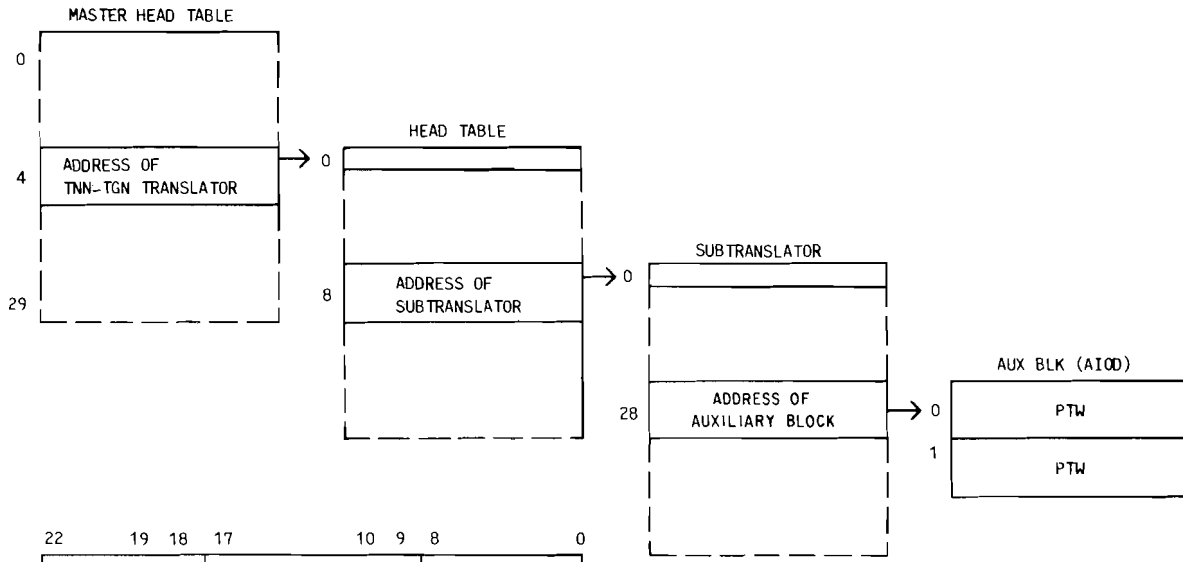 MASTER HEAD TABLE
0
4
ADDRESS OF
TNN-TGN TRANSLATOR
29
HEAD TABLE
0
8
ADDRESS OF
SUBTRANSLATOR
SUBTRANSLATOR
0
28
ADDRESS OF
AUXILIARY BLOCK
AUX BLK (AIOD)
0
PTW
1
PTW
22 19 18 17 10 9 8 0